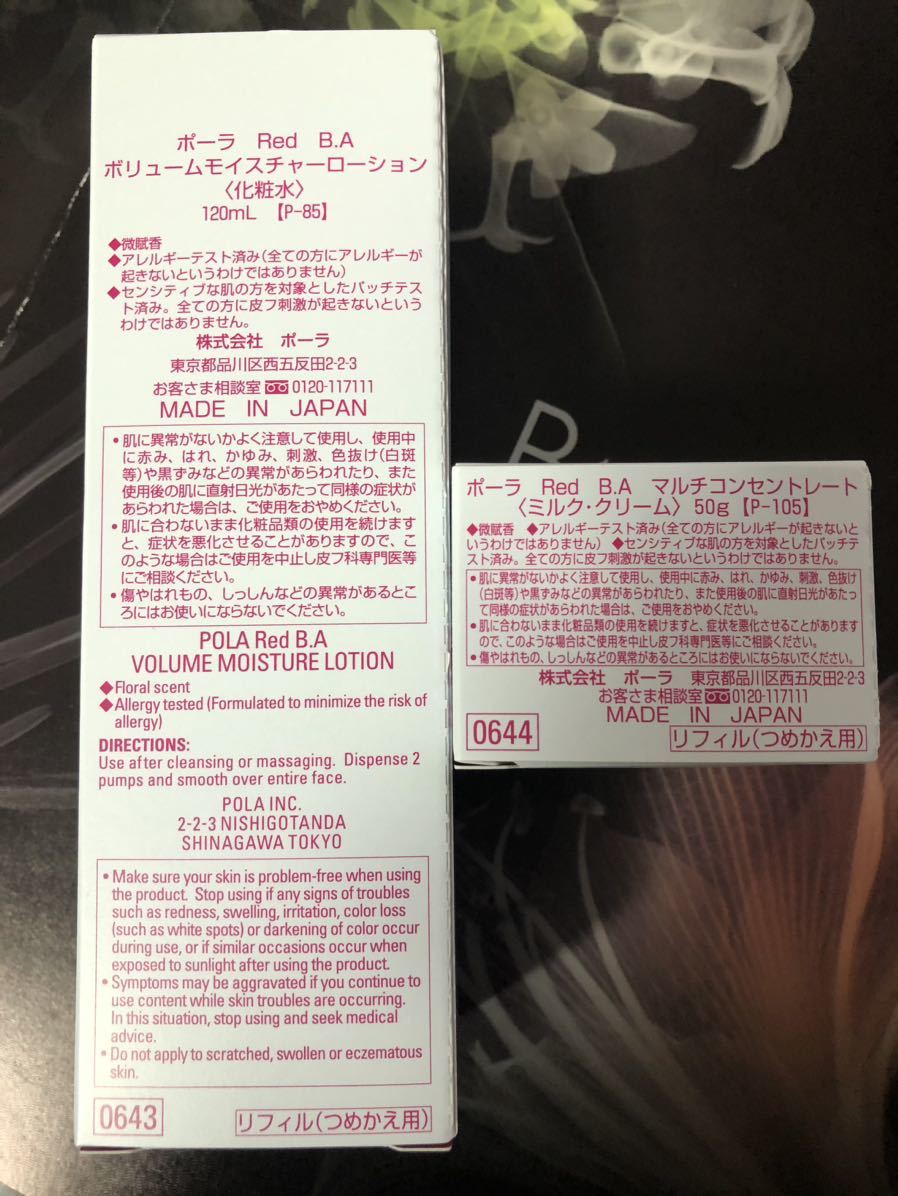 ポーラ Red B.A
ボリュームモイスチャーローション
〈化粧水〉
120mL 【P-85】
◆微賦香
◆アレルギーテスト済み(全ての方にアレルギーが
起きないというわけではありません)
◆センシティブな肌の方を対象としたパッチテス
ト済み。全ての方に皮フ刺激が起きないという
わけではありません。
株式会社 ポーラ
東京都品川区西五反田2-2-3
お客さま相談室 0120-117111
MADE IN JAPAN
•肌に異常がないかよく注意して使用し、使用中
に赤み、はれ、かゆみ、刺激、色抜け(白斑
等)や黒ずみなどの異常があらわれたり、また
使用後の肌に直射日光があたって同様の症状が
あらわれた場合は、ご使用をおやめください。
•肌に合わないまま化粧品類の使用を続けます
と、症状を悪化させることがありますので、こ
のような場合はご使用を中止し皮フ科専門医等
にご相談ください。
•傷やはれもの、しっしんなどの異常があるとこ
ろにはお使いにならないでください。
POLA Red B.A
VOLUME MOISTURE LOTION
◆Floral scent
◆Allergy tested (Formulated to minimize the risk of
allergy)
DIRECTIONS:
Use after cleansing or massaging. Dispense 2
pumps and smooth over entire face.
POLA INC.
2-2-3 NISHIGOTANDA
SHINAGAWA TOKYO
•Make sure your skin is problem-free when using
the product. Stop using if any signs of troubles
such as redness, swelling, irritation, color loss
(such as white spots) or darkening of color occur
during use, or if similar occasions occur when
exposed to sunlight after using the product.
•Symptoms may be aggravated if you continue to
use content while skin troubles are occurring.
In this situation, stop using and seek medical
advice.
•Do not apply to scratched, swollen or eczematous
skin.
0643
リフィル(つめかえ用)
ポーラ Red B.A マルチコンセントレート
〈ミルク・クリーム〉50g【P-105】
◆微賦香 ◆アレルギーテスト済み(全ての方にアレルギーが起きないと
いうわけではありません) ◆センシティブな肌の方を対象としたパッチテ
スト済み。全ての方に皮フ刺激が起きないというわけではありません。
•肌に異常がないかよく注意して使用し、使用中に赤み、はれ、かゆみ、刺激、色抜け
(白斑等)や黒ずみなどの異常があらわれたり、また使用後の肌に直射日光があたっ
て同様の症状があらわれた場合は、ご使用をおやめください。
•肌に合わないまま化粧品類の使用を続けますと、症状を悪化させることがあります
ので、このような場合はご使用を中止し皮フ科専門医等にご相談ください。
•傷やはれもの、しっしんなどの異常があるところにはお使いにならないでください。
株式会社 ポーラ 東京都品川区西五反田2-2-3
お客さま相談室 0120-117111
MADE IN JAPAN
0644
リフィル(つめかえ用)